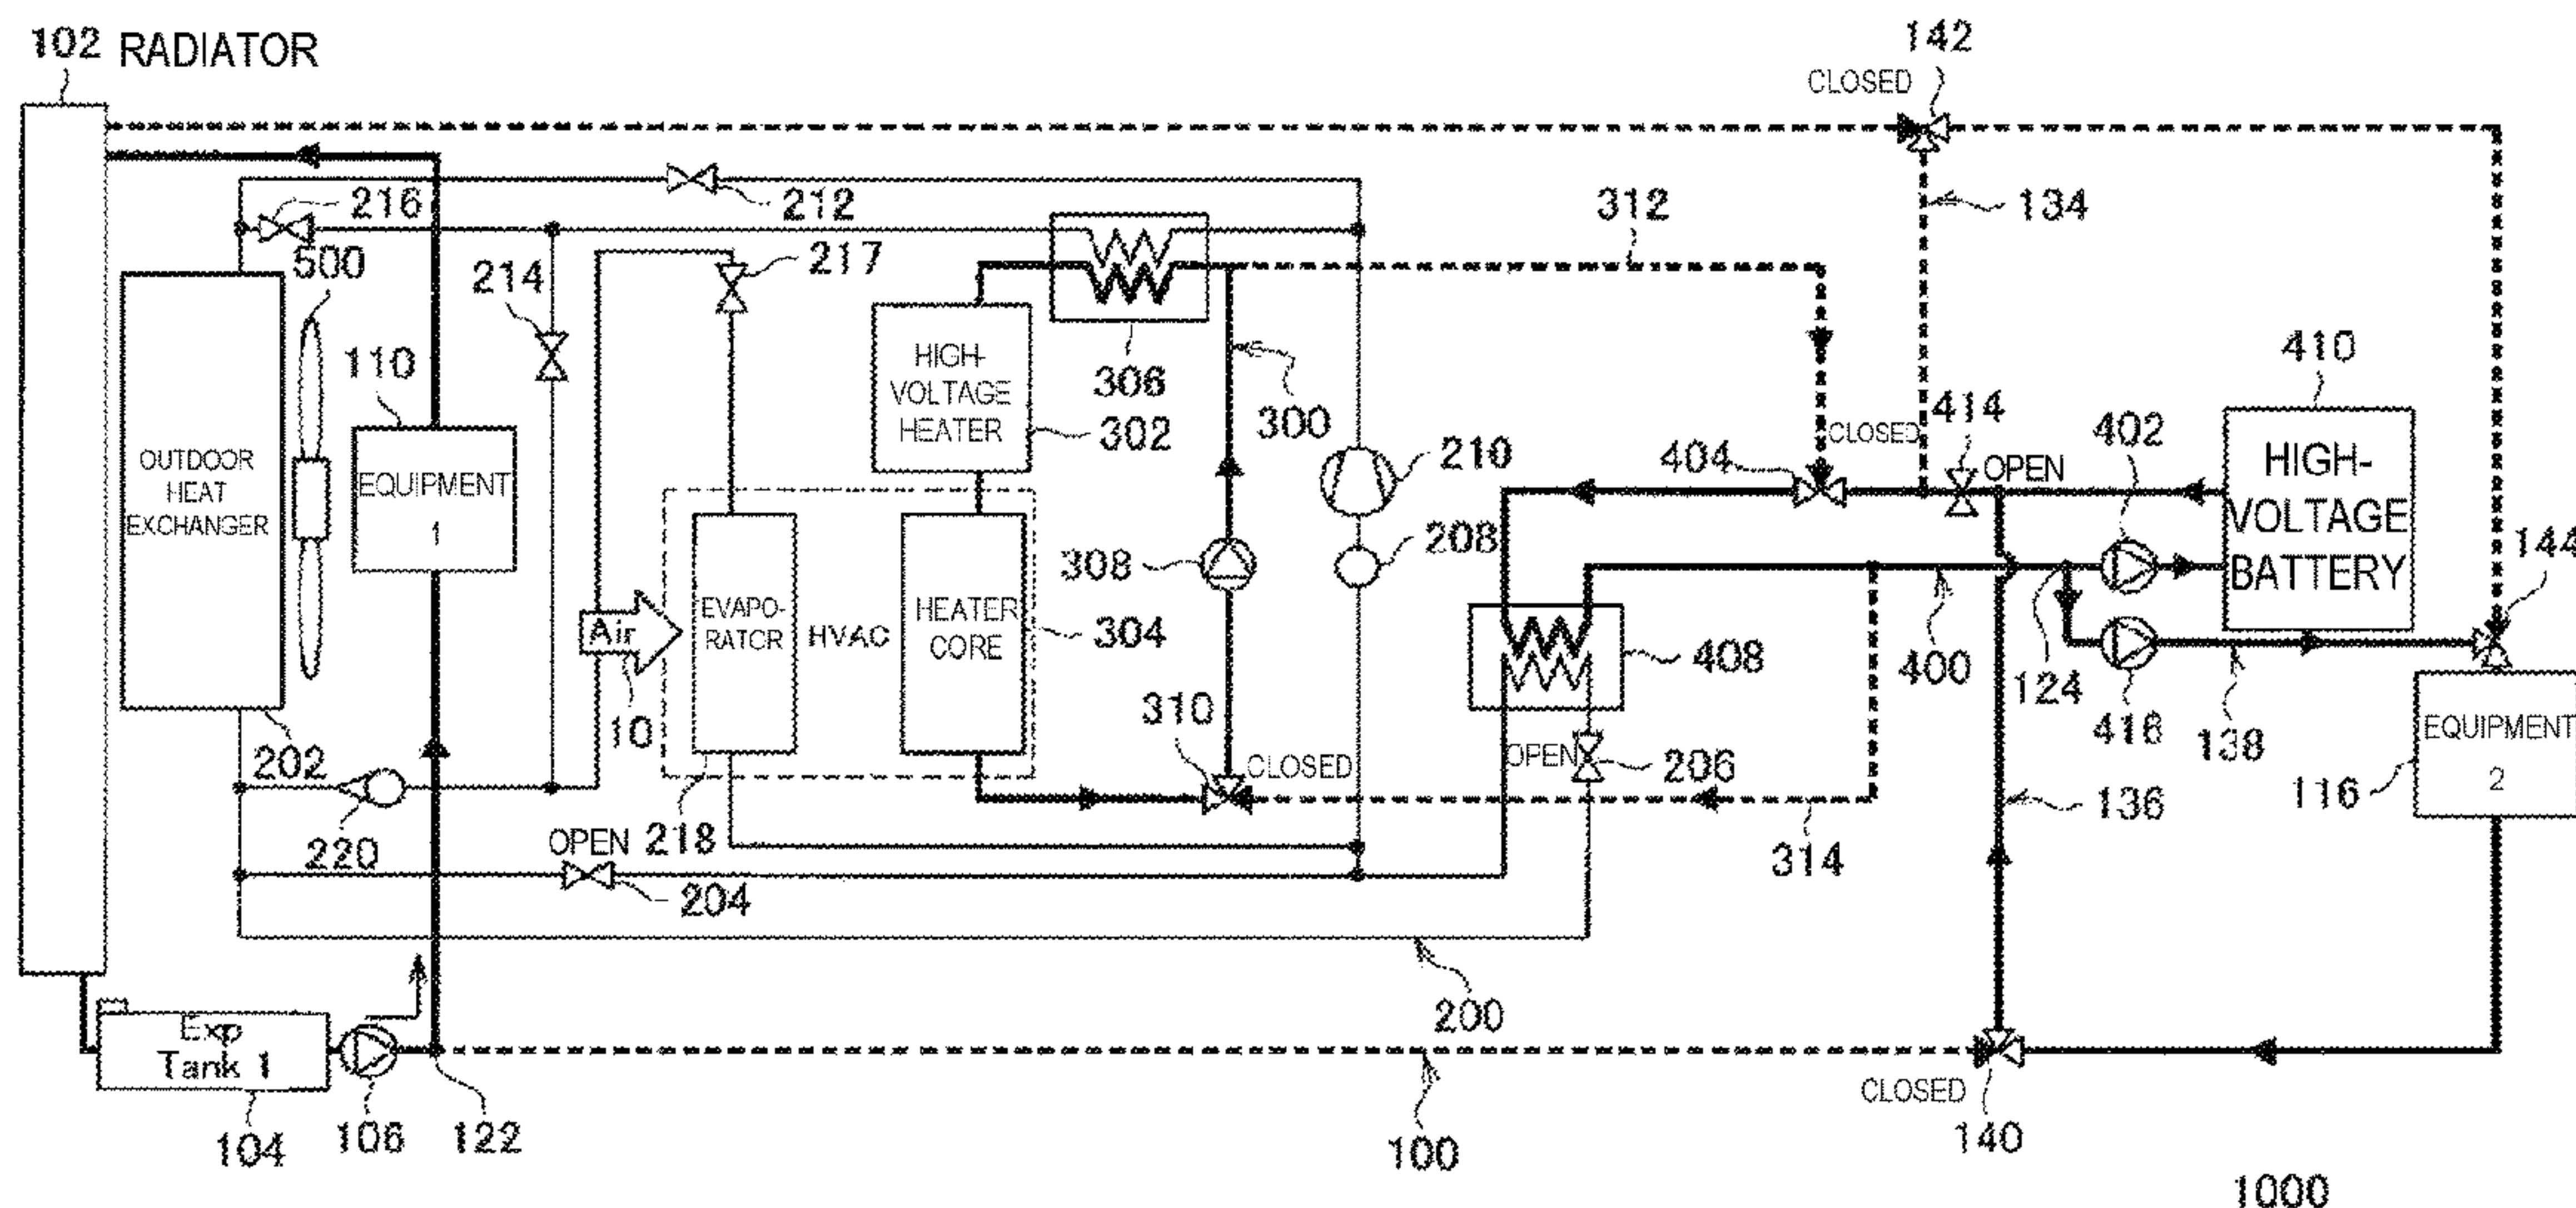 102 RADIATOR
142
CLOSED
216
212
312
134
500
217
214
110
306
410
HIGH-
VOLTAGE
HEATER
302
300
414
402
CLOSED
404
OPEN
210
OUTDOOR
HEAT
EXCHANGER
EQUIPMENT
1
HIGH-
VOLTAGE
BATTERY
208
308
144
EVAPO-
RATOR
HVAC
HEATER
CORE
304
Air
10
408
400
124
416
138
310
CLOSED
OPEN
206
EQUIPMENT
2
116
202
136
220
OPEN
218
204
314
200
Exp
Tank 1
CLOSED
104
106
122
100
140
1000